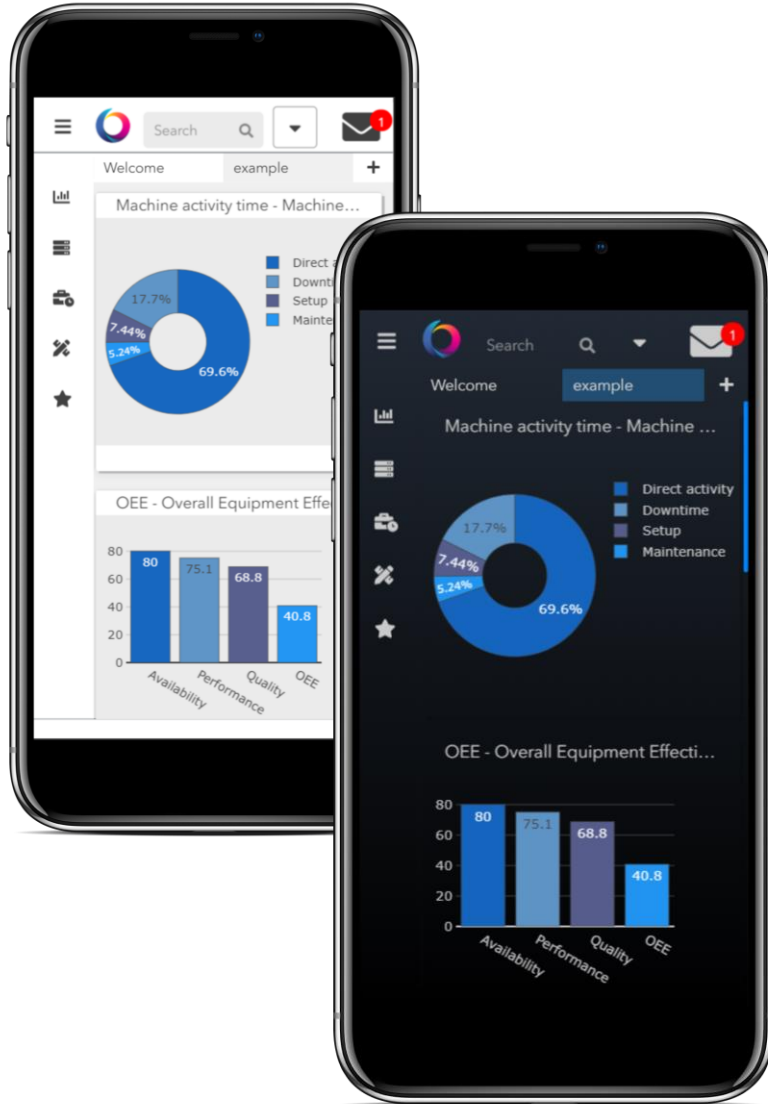 1
Search
Welcome example +
Machine activity time - Machine...
Direct a
Downti
Setup
Mainte
17.7%
7.44%
5.24%
69.6%
OEE - Overall Equipment Effe
80
60
40
20
0
80
75.1
68.8
40.8
Availability
Performance
Quality
OEE
1
Search
Welcome example +
Machine activity time - Machine ...
Direct activity
Downtime
Setup
Maintenance
17.7%
7.44%
5.24%
69.6%
OEE - Overall Equipment Effecti...
80
60
40
20
0
80
75.1
68.8
40.8
Availability
Performance
Quality
OEE